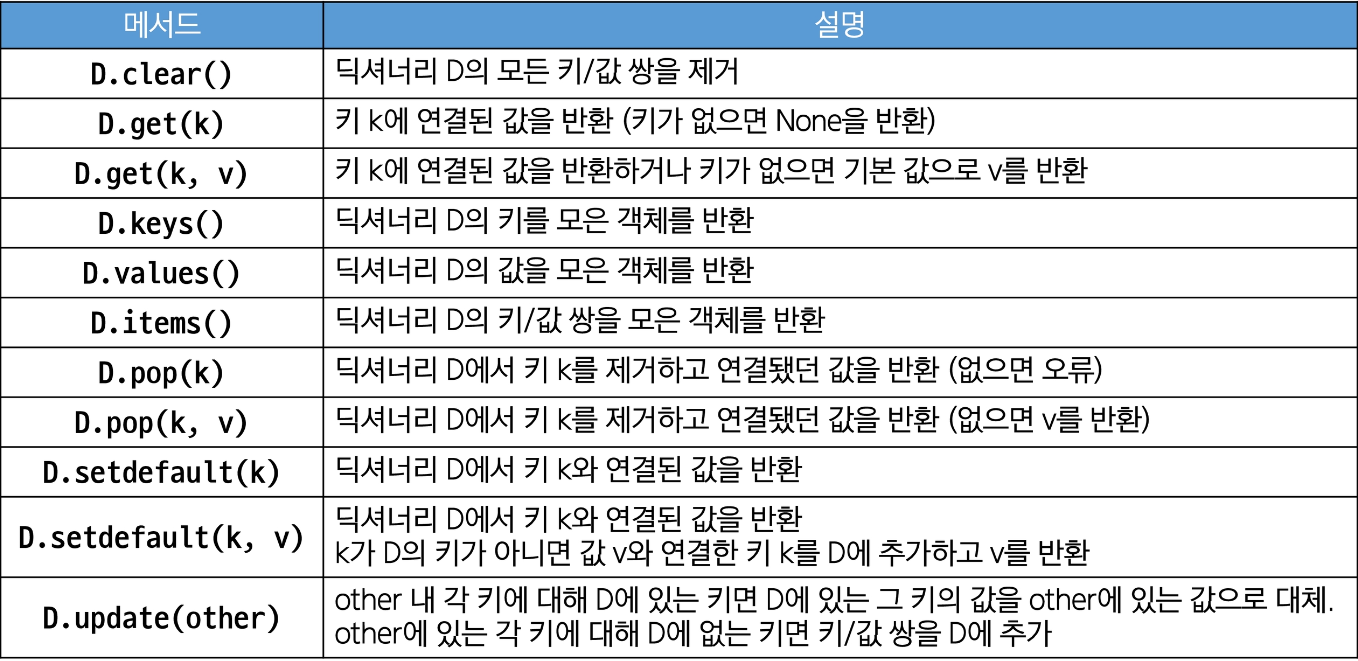 메서드 설명
D.clear() 딕셔너리 D의 모든 키/값 쌍을 제거
D.get(k) 키 k에 연결된 값을 반환 (키가 없으면 None을 반환)
D.get(k, v) 키 k에 연결된 값을 반환하거나 키가 없으면 기본 값으로 v를 반환
D.keys() 딕셔너리 D의 키를 모은 객체를 반환
D.values() 딕셔너리 D의 값을 모은 객체를 반환
D.items() 딕셔너리 D의 키/값 쌍을 모은 객체를 반환
D.pop(k) 딕셔너리 D에서 키 k를 제거하고 연결됐던 값을 반환 (없으면 오류)
D.pop(k, v) 딕셔너리 D에서 키 k를 제거하고 연결됐던 값을 반환 (없으면 v를 반환)
D.setdefault(k) 딕셔너리 D에서 키 k와 연결된 값을 반환
D.setdefault(k, v) 딕셔너리 D에서 키 k와 연결된 값을 반환
k가 D의 키가 아니면 값 v와 연결한 키 k를 D에 추가하고 v를 반환
D.update(other) other 내 각 키에 대해 D에 있는 키면 D에 있는 그 키의 값을 other에 있는 값으로 대체.
other에 있는 각 키에 대해 D에 없는 키면 키/값 쌍을 D에 추가